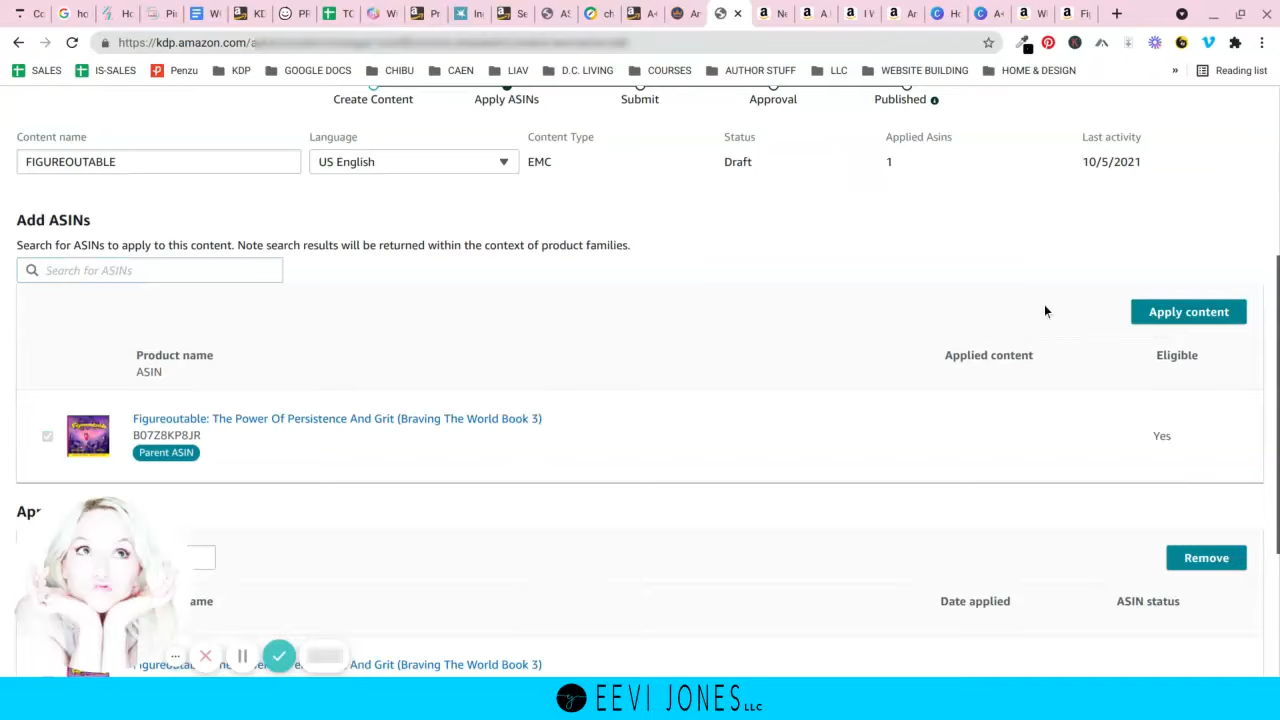 https://kdp.amazon.com/a
SALES IS-SALES Penzu KDP GOOGLE DOCS CHIBU CAEN LIAV D.C. LIVING COURSES AUTHOR STUFF LLC WEBSITE BUILDING HOME & DESIGN » Reading list
Create Content Apply ASINs Submit Approval Published
Content name Language Content Type Status Applied Asins Last activity
FIGUREOUTABLE US English EMC Draft 1 10/5/2021
Add ASINs
Search for ASINs to apply to this content. Note search results will be returned within the context of product families.
Search for ASINs
Apply content
Product name Applied content Eligible
ASIN
Figureoutable: The Power Of Persistence And Grit (Braving The World Book 3)
B07Z8KP8JR Yes
Parent ASIN
Remove
Date applied ASIN status
And Grit (Braving The World Book 3)
EEVI JONES LLC